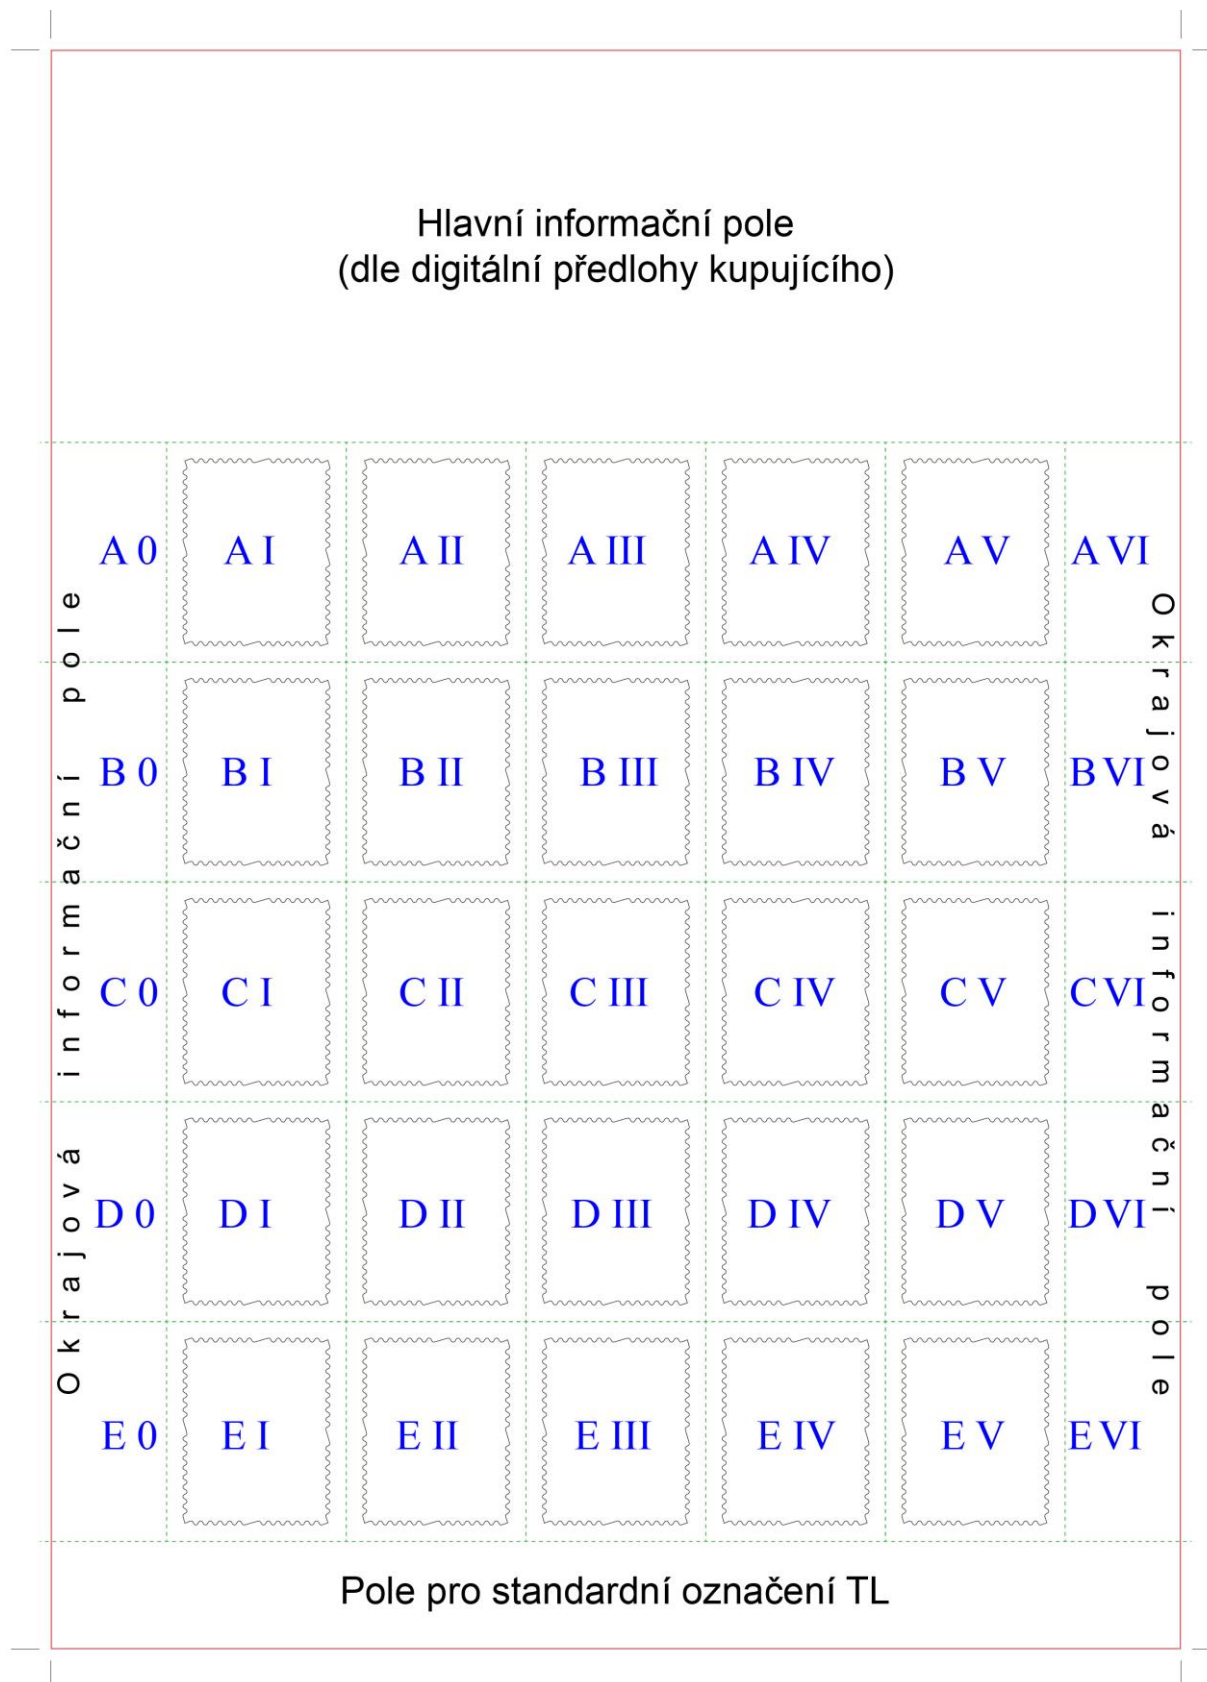 Hlavní informační pole
(dle digitální předlohy kupujícího)
A 0 A I A II A III A IV A V A VI
B 0 B I B II B III B IV B V B VI
C 0 C I C II C III C IV C V C VI
D 0 D I D II D III D IV D V D VI
E 0 E I E II E III E IV E V E VI
Okrajová informační pole
Okrajová informační pole
Pole pro standardní označení TL